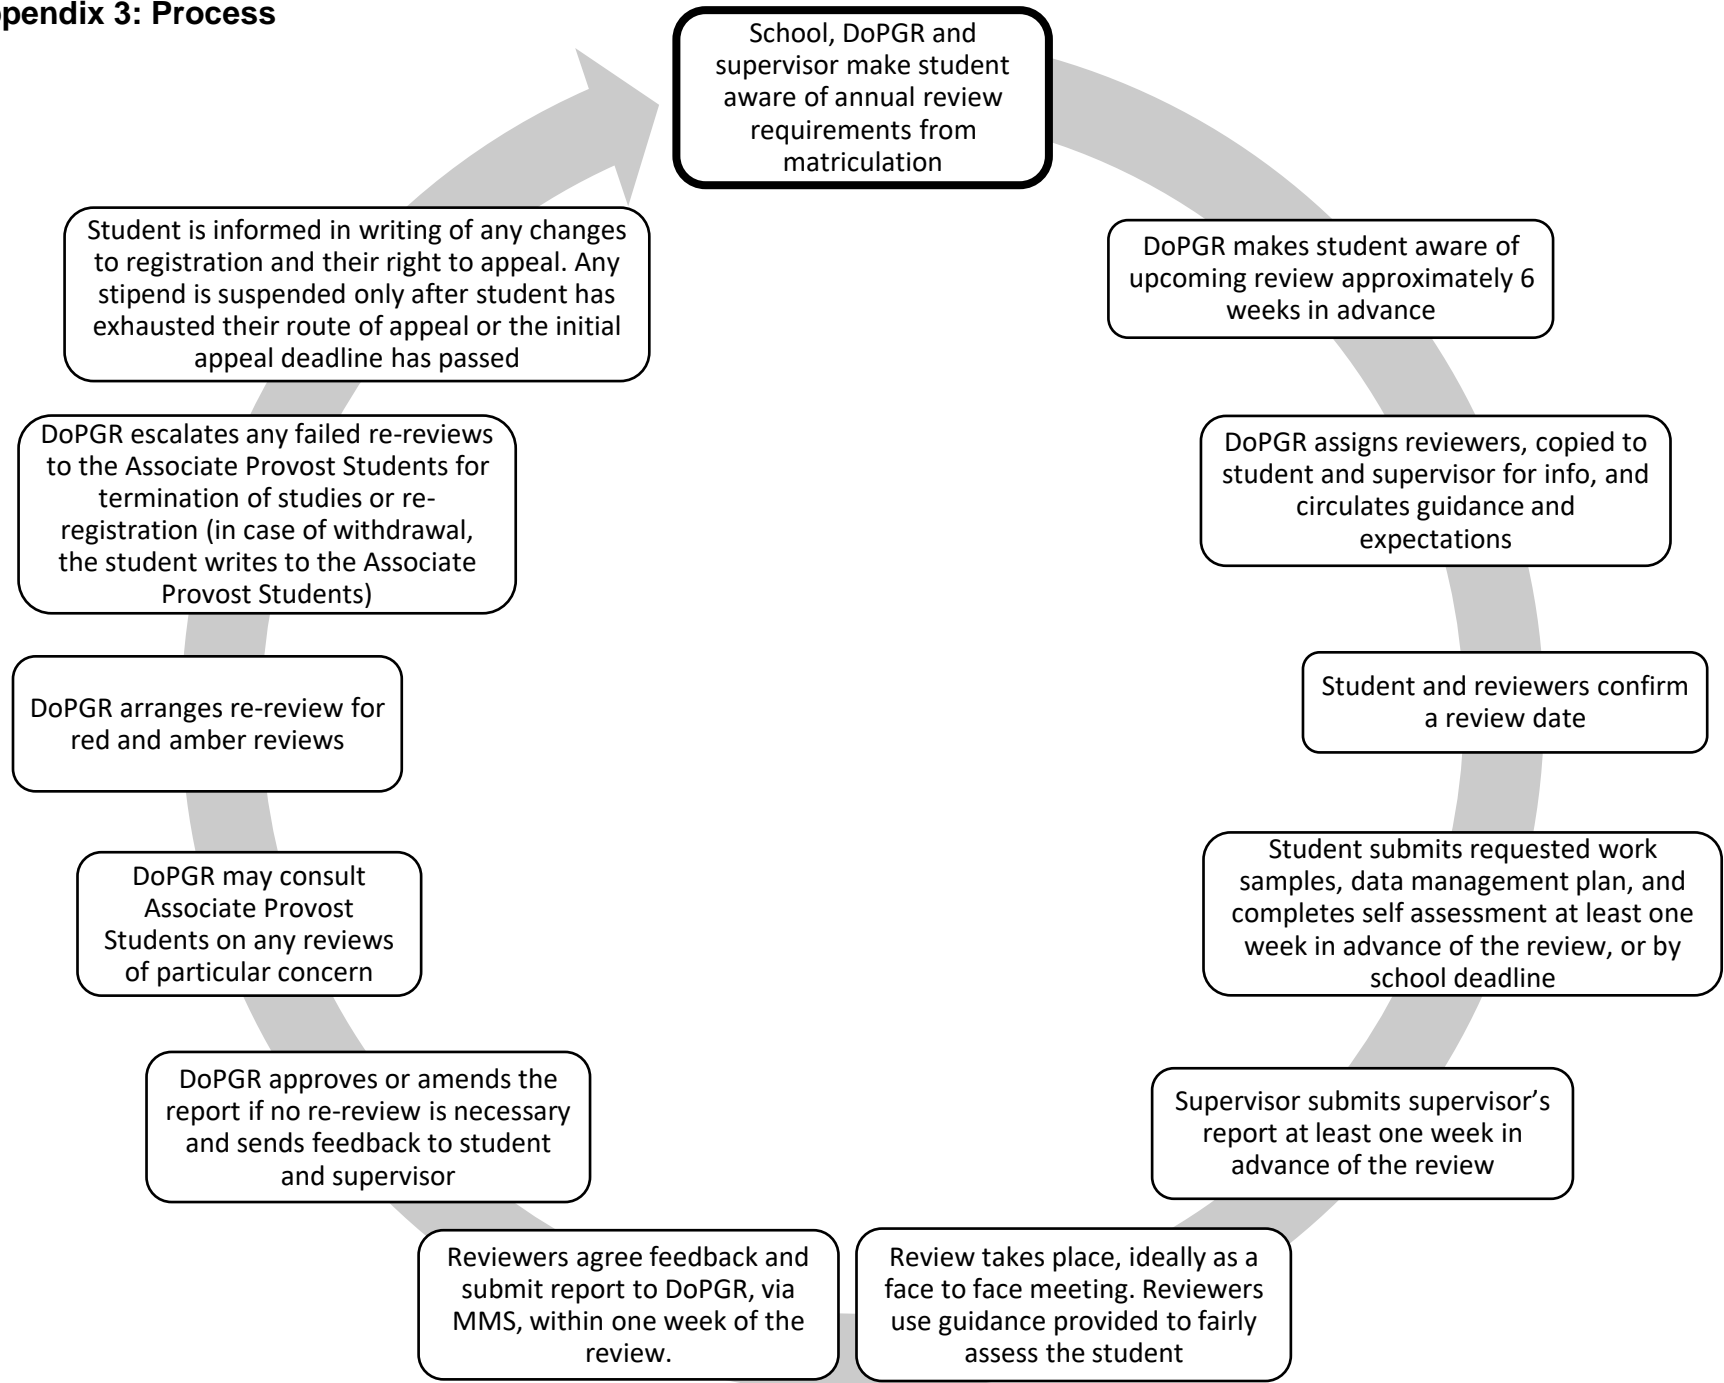 pendix 3: Process
School, DoPGR and
supervisor make student
aware of annual review
requirements from
matriculation
DoPGR makes student aware of
upcoming review approximately 6
weeks in advance
DoPGR assigns reviewers, copied to
student and supervisor for info, and
circulates guidance and
expectations
Student and reviewers confirm
a review date
Student submits requested work
samples, data management plan, and
completes self assessment at least one
week in advance of the review, or by
school deadline
Supervisor submits supervisor’s
report at least one week in
advance of the review
Review takes place, ideally as a
face to face meeting. Reviewers
use guidance provided to fairly
assess the student
Reviewers agree feedback and
submit report to DoPGR, via
MMS, within one week of the
review.
DoPGR approves or amends the
report if no re-review is necessary
and sends feedback to student
and supervisor
DoPGR may consult
Associate Provost
Students on any reviews
of particular concern
DoPGR arranges re-review for
red and amber reviews
DoPGR escalates any failed re-reviews
to the Associate Provost Students for
termination of studies or re-
registration (in case of withdrawal,
the student writes to the Associate
Provost Students)
Student is informed in writing of any changes
to registration and their right to appeal. Any
stipend is suspended only after student has
exhausted their route of appeal or the initial
appeal deadline has passed